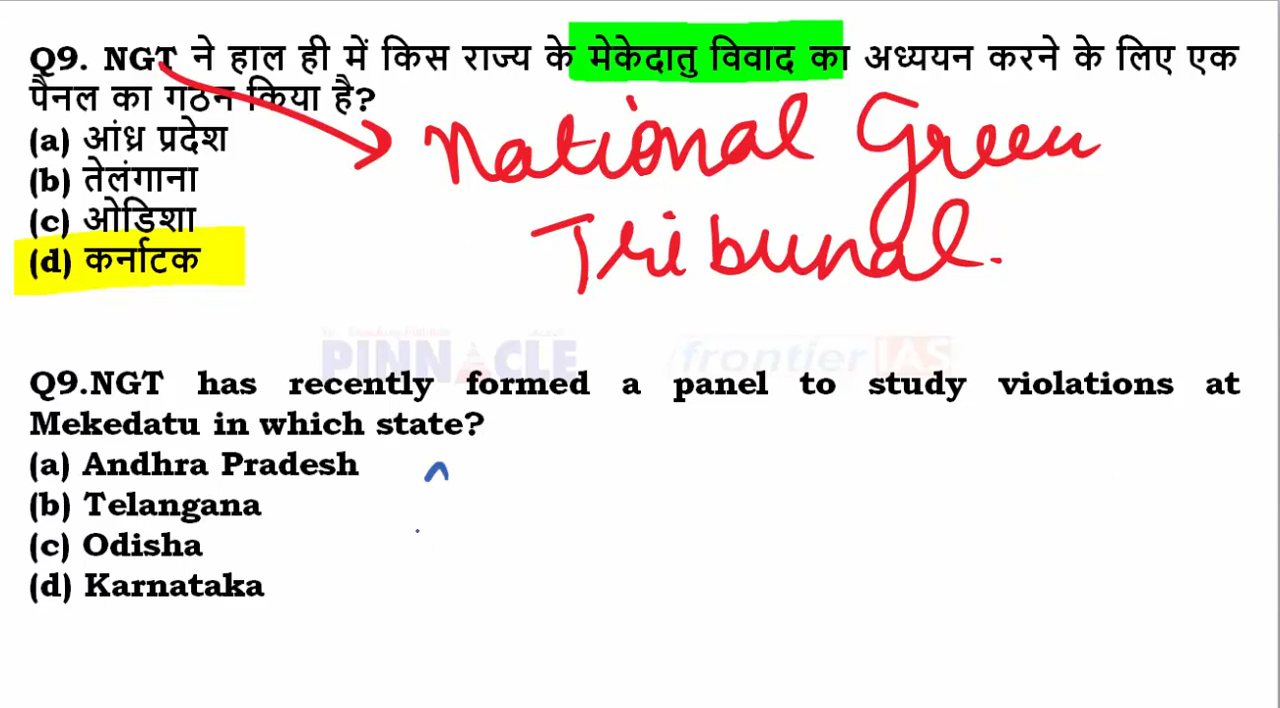 Q9. NGT ने हाल ही में किस राज्य के मेकेदातु विवाद का अध्ययन करने के लिए एक
पैनल का गठन किया है?
(a) आंध्र प्रदेश
(b) तेलंगाना
(c) ओडिशा
(d) कर्नाटक
National Green
Tribunal.
PINNACLE frontier IAS
Q9.NGT has recently formed a panel to study violations at
Mekedatu in which state?
(a) Andhra Pradesh
(b) Telangana
(c) Odisha
(d) Karnataka